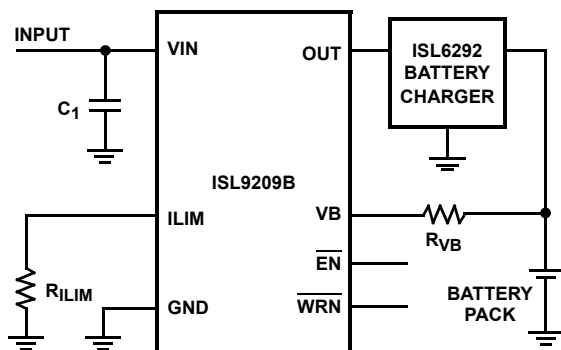 INPUT
VIN
OUT
ISL6292
BATTERY
CHARGER
C1
ISL9209B
ILIM
VB
RVB
EN
RILIM
GND
WRN
BATTERY
PACK